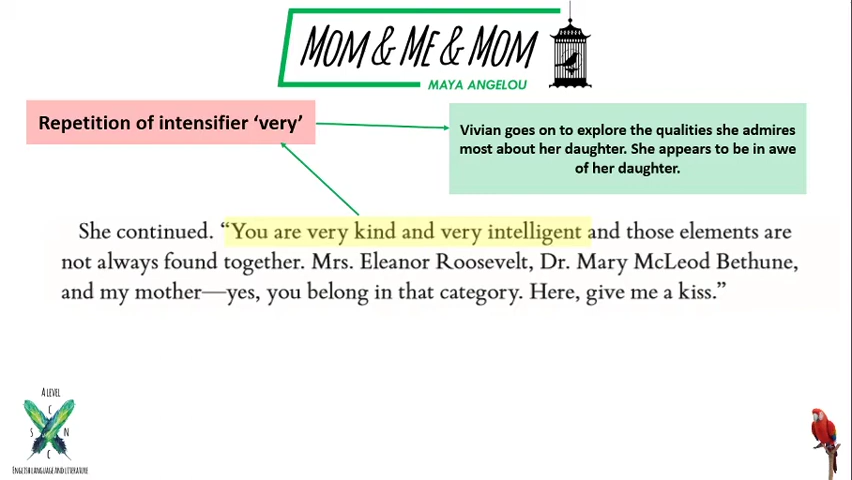 MOM & ME & MOM
MAYA ANGELOU
Repetition of intensifier ‘very’
Vivian goes on to explore the qualities she admires
most about her daughter. She appears to be in awe
of her daughter.
She continued. “You are very kind and very intelligent and those elements are
not always found together. Mrs. Eleanor Roosevelt, Dr. Mary McLeod Bethune,
and my mother—yes, you belong in that category. Here, give me a kiss.”
A LEVEL
C
S N
C
ENGLISH LANGUAGE AND LITERATURE